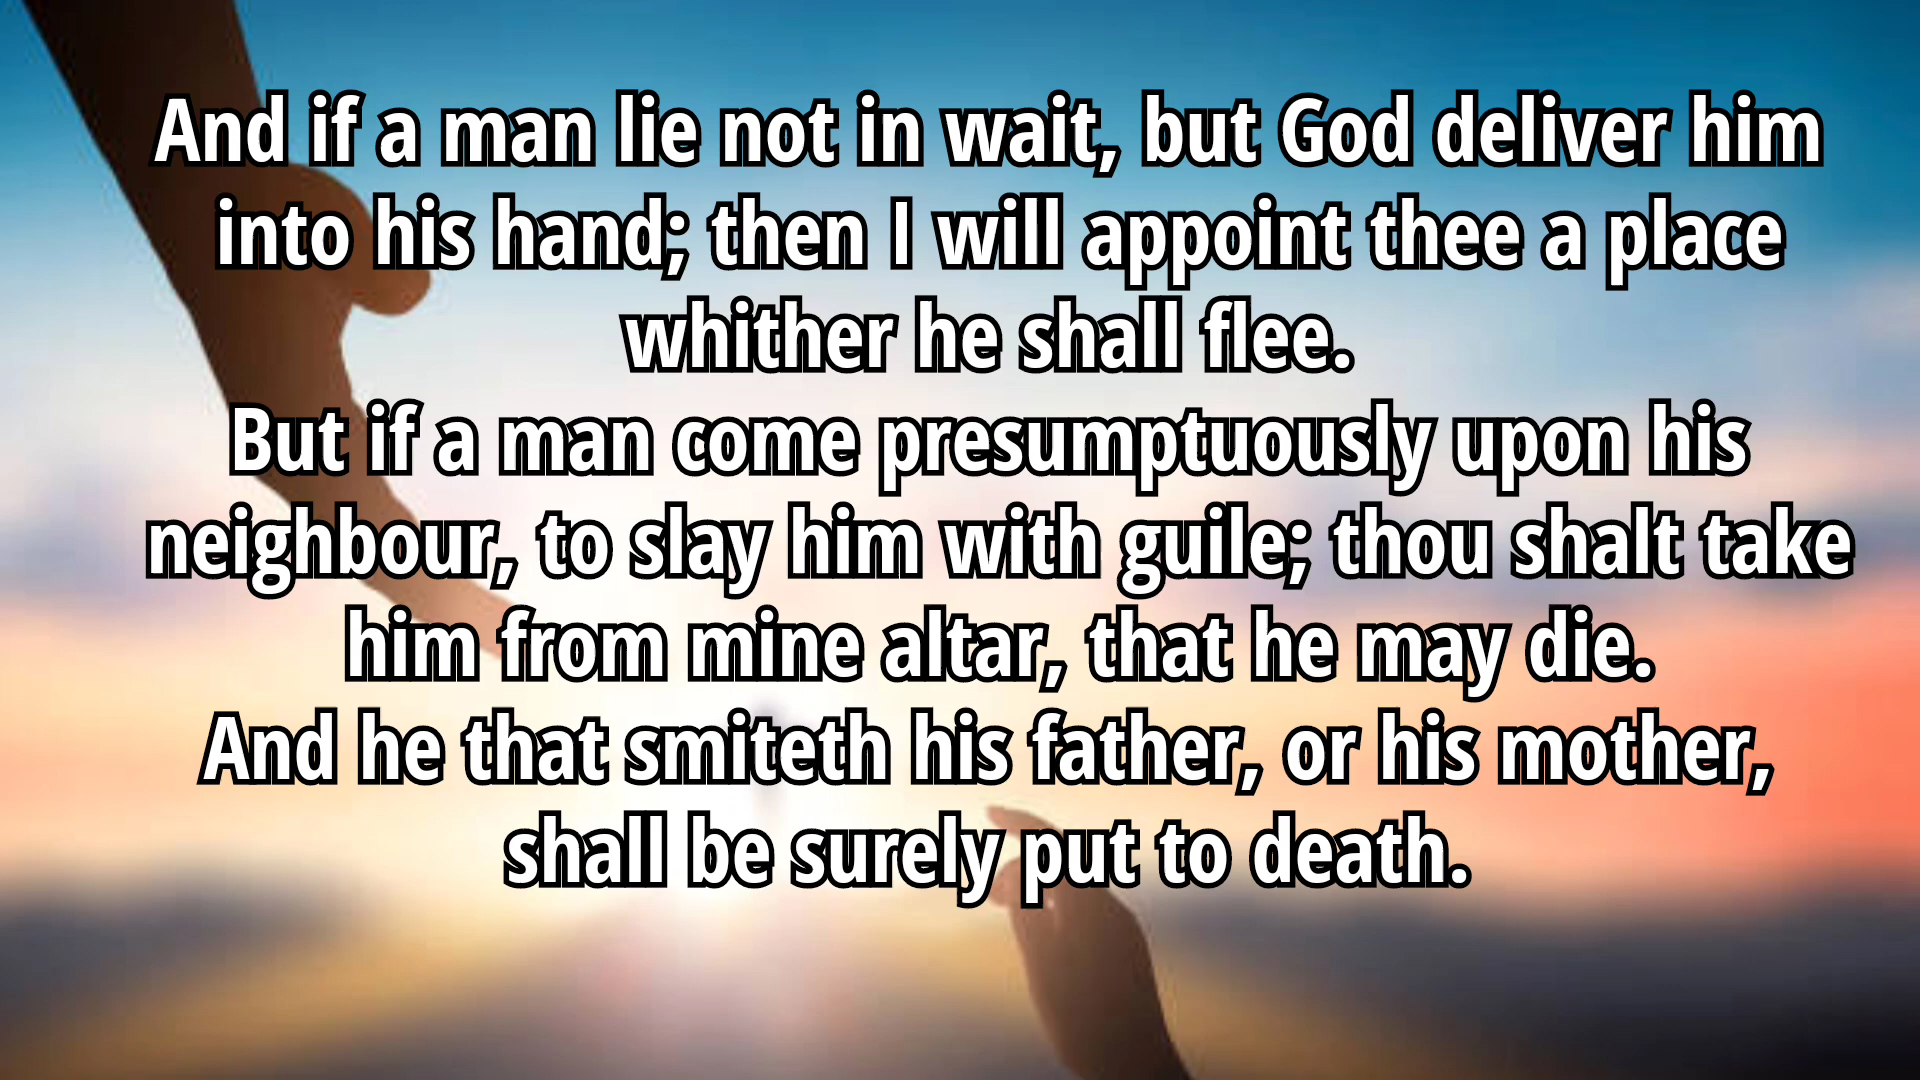 And if a man lie not in wait, but God deliver him
into his hand; then I will appoint thee a place
whither he shall flee.
But if a man come presumptuously upon his
neighbour, to slay him with guile; thou shalt take
him from mine altar, that he may die.
And he that smiteth his father, or his mother,
shall be surely put to death.